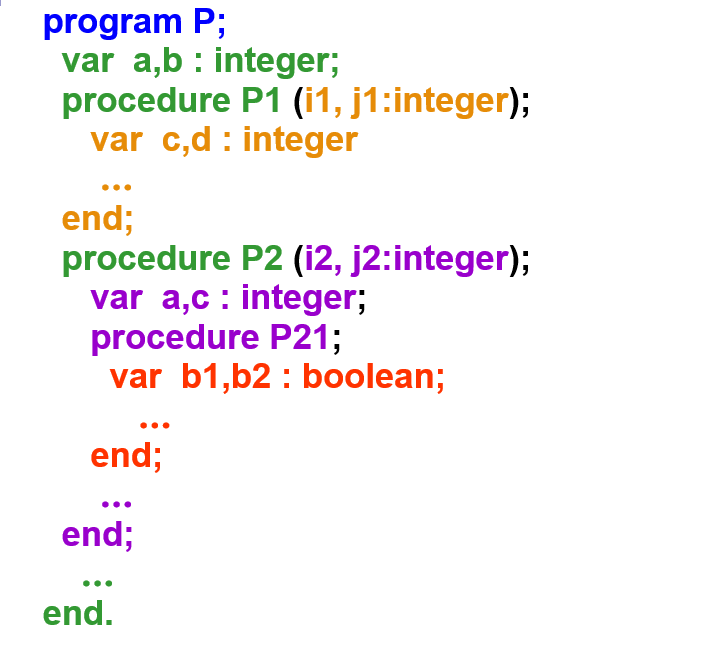 program P;
var a,b : integer;
procedure P1 (i1, j1:integer);
var c,d : integer
...
end;
procedure P2 (i2, j2:integer);
var a,c : integer;
procedure P21;
var b1,b2 : boolean;
...
end;
...
end;
...
end.